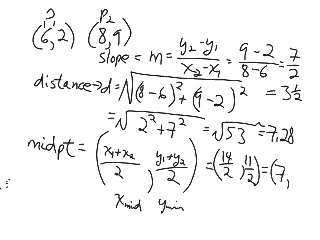 P₁ P₂
(6,2) (8,9)
slope = m = (y₂-y₁)/(x₂-x₁) = (9-2)/(8-6) = 7/2
distance→d = √((8-6)² + (9-2)²) = 3½
= √(2²+7²) = √53 = 7.28
midpt = ((x₁+x₂)/2, (y₁+y₂)/2) = (14/2, 11/2) = (7,
xmid ymin